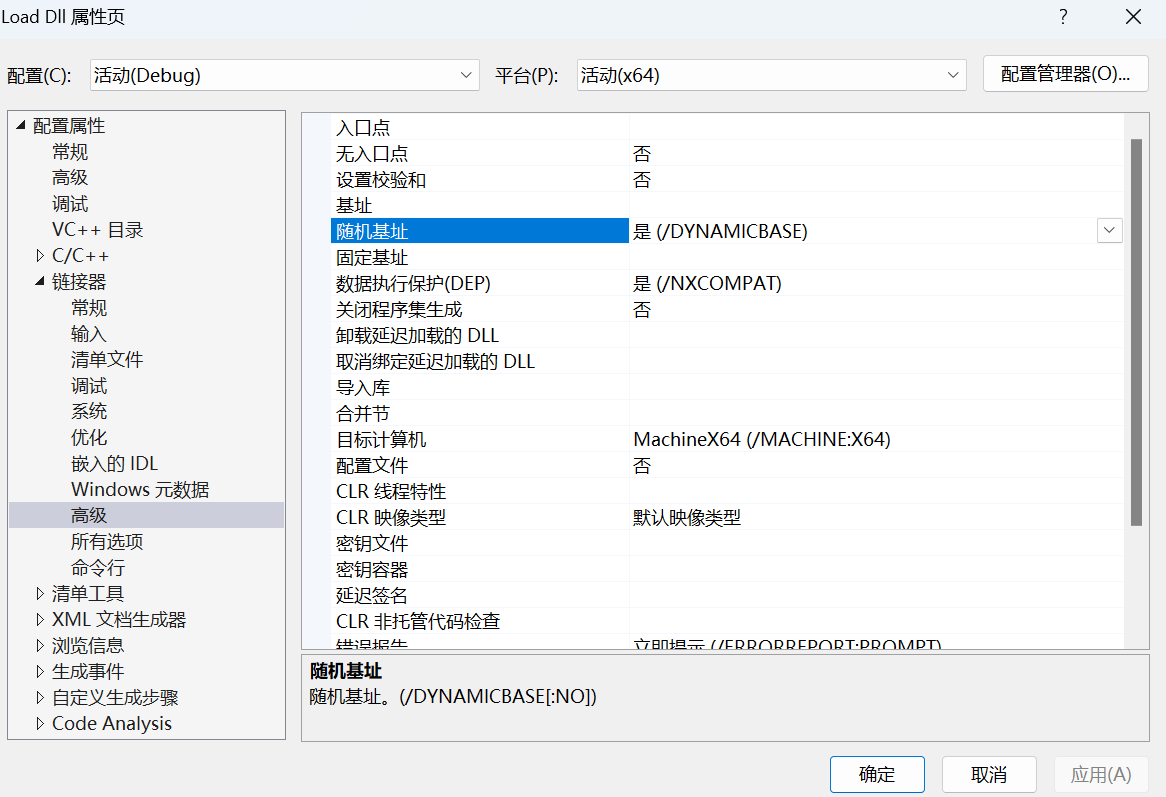 Load Dll 属性页
?
配置(C): 活动(Debug) 平台(P): 活动(x64) 配置管理器(O)...
配置属性
常规
高级
调试
VC++ 目录
C/C++
链接器
常规
输入
清单文件
调试
系统
优化
嵌入的 IDL
Windows 元数据
高级
所有选项
命令行
清单工具
XML 文档生成器
浏览信息
生成事件
自定义生成步骤
Code Analysis
入口点
无入口点 否
设置校验和 否
基址
随机基址 是 (/DYNAMICBASE)
固定基址
数据执行保护(DEP) 是 (/NXCOMPAT)
关闭程序集生成 否
卸载延迟加载的 DLL
取消绑定延迟加载的 DLL
导入库
合并节
目标计算机 MachineX64 (/MACHINE:X64)
配置文件 否
CLR 线程特性
CLR 映像类型 默认映像类型
密钥文件
密钥容器
延迟签名
CLR 非托管代码检查
错误报告 立即提示 (/ERRORREPORT:PROMPT)
随机基址
随机基址。(/DYNAMICBASE[:NO])
确定 取消 应用(A)